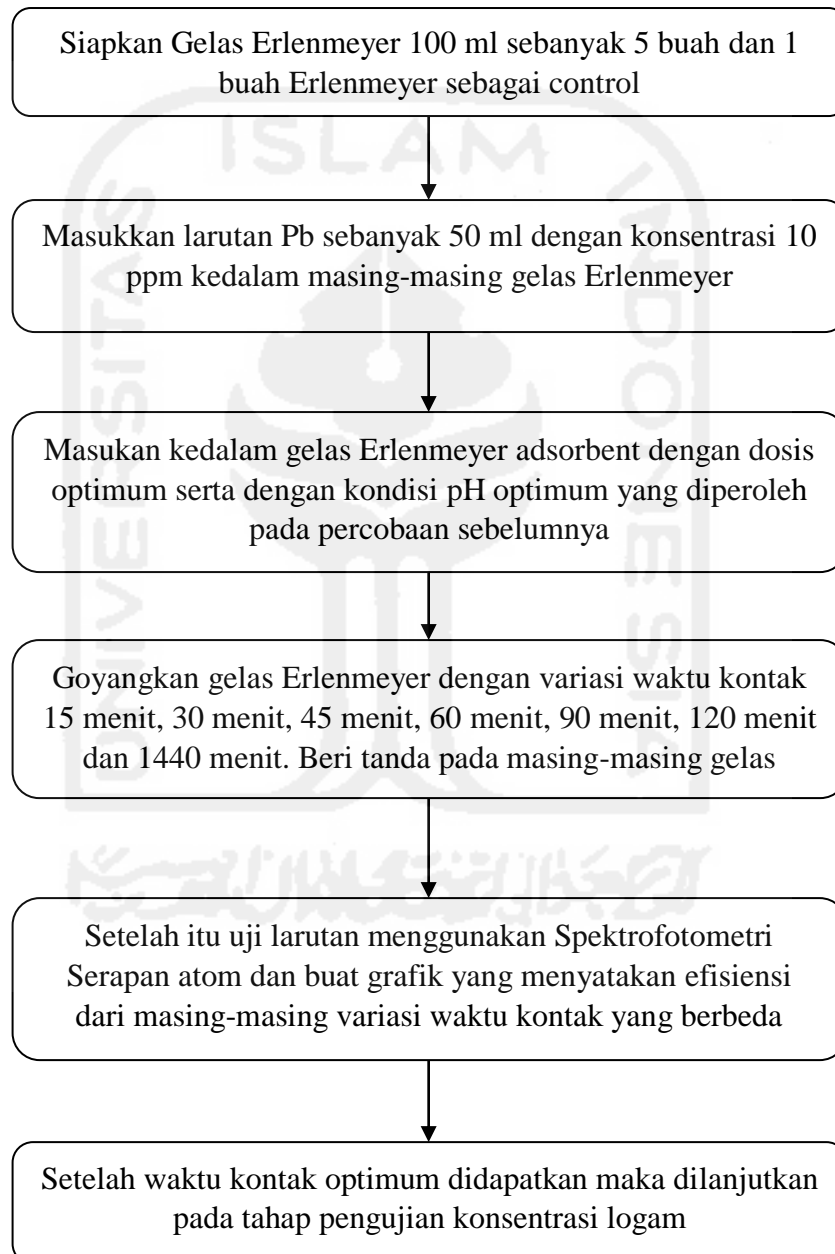 Siapkan Gelas Erlenmeyer 100 ml sebanyak 5 buah dan 1
buah Erlenmeyer sebagai control
ISLAM
UNIVERSITAS
INDONESIA
Masukkan larutan Pb sebanyak 50 ml dengan konsentrasi 10
ppm kedalam masing-masing gelas Erlenmeyer
Masukan kedalam gelas Erlenmeyer adsorbent dengan dosis
optimum serta dengan kondisi pH optimum yang diperoleh
pada percobaan sebelumnya
Goyangkan gelas Erlenmeyer dengan variasi waktu kontak
15 menit, 30 menit, 45 menit, 60 menit, 90 menit, 120 menit
dan 1440 menit. Beri tanda pada masing-masing gelas
Setelah itu uji larutan menggunakan Spektrofotometri
Serapan atom dan buat grafik yang menyatakan efisiensi
dari masing-masing variasi waktu kontak yang berbeda
Setelah waktu kontak optimum didapatkan maka dilanjutkan
pada tahap pengujian konsentrasi logam